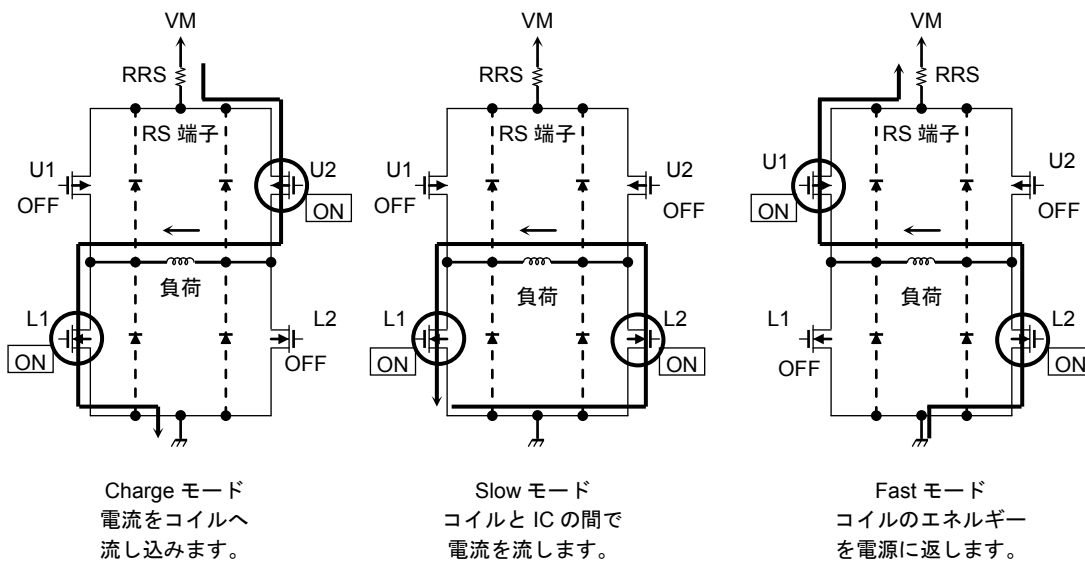 VM
RRS
RS 端子
U1
OFF
U2
ON
負荷
L1
ON
L2
OFF
Charge モード
電流をコイルへ
流し込みます。
VM
RRS
RS 端子
U1
OFF
U2
OFF
負荷
L1
ON
L2
ON
Slow モード
コイルと IC の間で
電流を流します。
VM
RRS
RS 端子
U1
ON
U2
OFF
負荷
L1
OFF
L2
ON
Fast モード
コイルのエネルギー
を電源に返します。